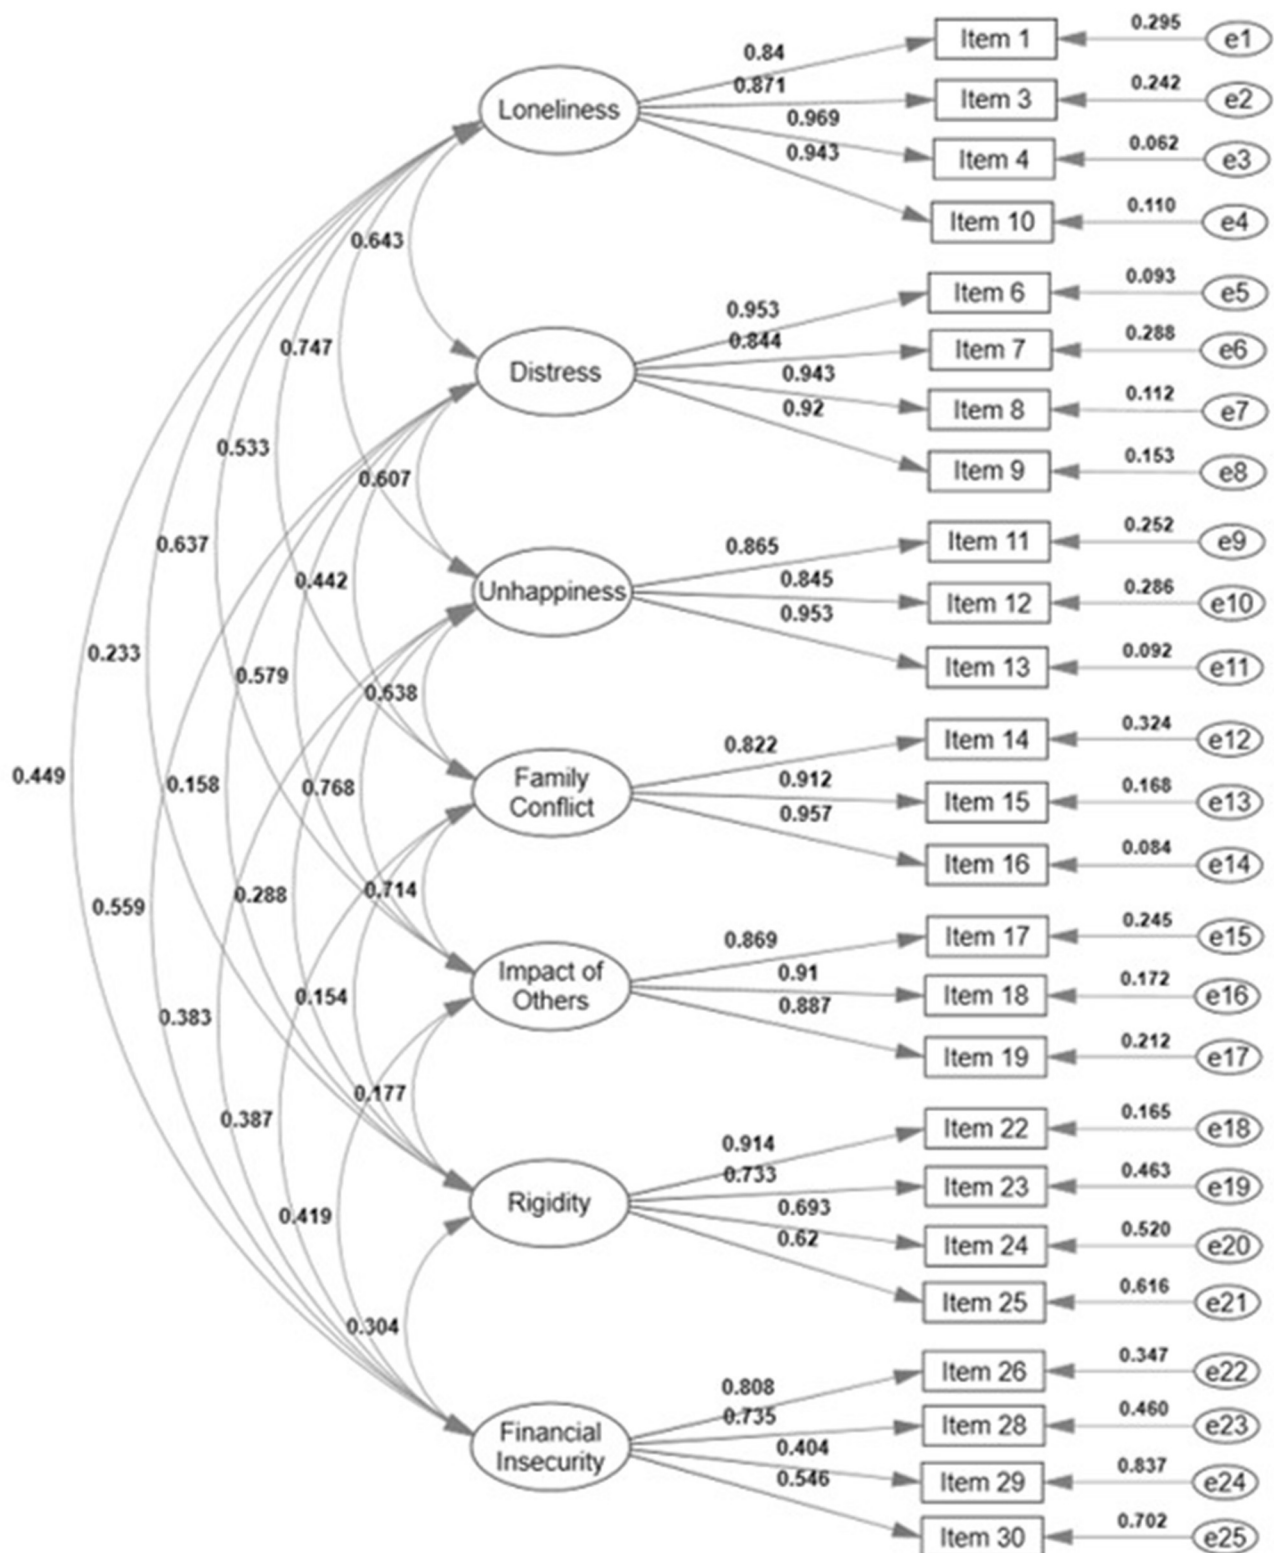 0.295
0.84
Item 1
e1
0.871
0.242
Loneliness
Item 3
e2
0.969
0.062
0.943
Item 4
e3
0.110
Item 10
e4
0.643
0.093
0.953
Item 6
e5
0.844
0.288
0.747
Item 7
e6
Distress
0.943
0.112
0.92
Item 8
e7
0.533
0.153
0.607
Item 9
e8
0.252
0.637
0.865
Item 11
e9
0.442
0.845
0.286
Unhappiness
0.953
Item 12
e10
0.233
0.092
0.579
Item 13
e11
0.638
0.324
0.822
Item 14
e12
0.449
0.158
0.768
Family
Conflict
0.912
0.168
0.957
Item 15
e13
0.084
Item 16
e14
0.559
0.288
0.714
0.245
0.869
Item 17
e15
Impact of
Others
0.91
0.172
0.154
0.887
Item 18
e16
0.383
0.212
Item 19
e17
0.177
0.387
0.165
0.914
Item 22
e18
0.733
0.463
Rigidity
Item 23
e19
0.419
0.693
0.520
0.62
Item 24
e20
0.616
Item 25
e21
0.304
0.347
0.808
Item 26
e22
0.735
0.460
Financial
Insecurity
Item 28
e23
0.404
0.837
0.546
Item 29
e24
0.702
Item 30
e25